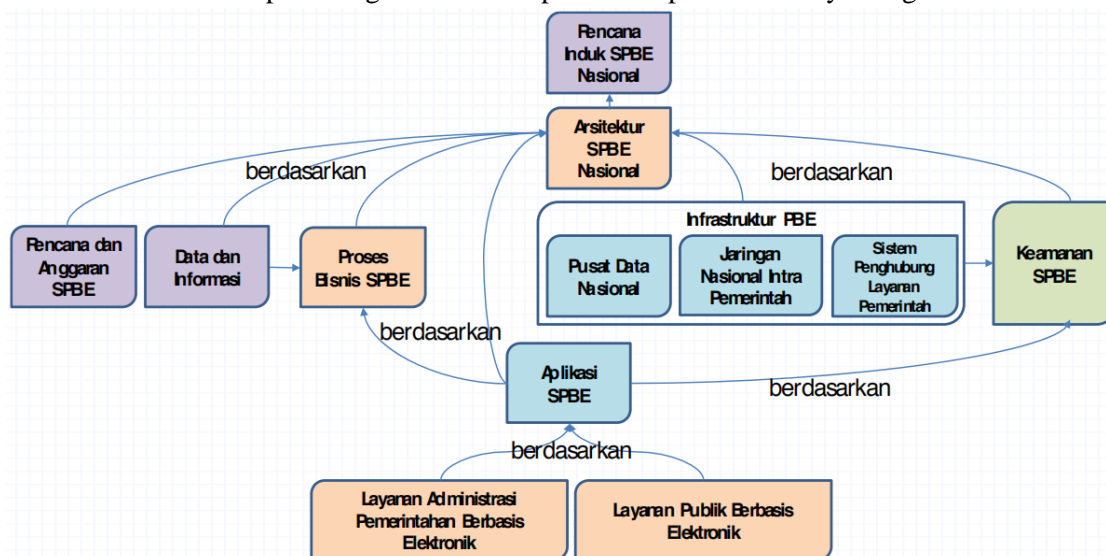 Rencana
Induk SPBE
Nasional
Arsitektur
SPBE
Nasional
berdasarkan
berdasarkan
Rencana dan
Anggaran
SPBE
Data dan
Informasi
Proses
Bisnis SPBE
Infrastruktur PBE
Pusat Data
Nasional
Jaringan
Nasional Intra
Pemerintah
Sistem
Penghubung
Layanan
Pemerintah
Keamanan
SPBE
berdasarkan
Aplikasi
SPBE
berdasarkan
berdasarkan
Layanan Administrasi
Pemerintahan Berbasis
Elektronik
Layanan Publik Berbasis
Elektronik